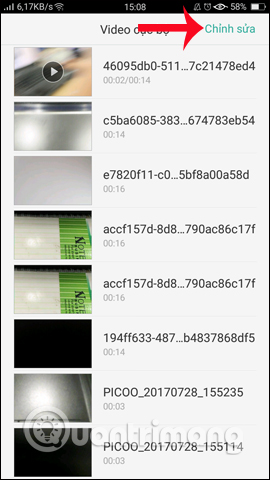 6,17KB/s 15:08 58%
Video cục bộ Chỉnh sửa
46095db0-511...7c21478ed4
00:02/00:14
c5ba6085-383...674783eb54
00:14
e7820f11-c0...5bf8a00a58d
00:16
accf157d-8d8...790ac86c17f
00:16
accf157d-8d8...790ac86c17f
00:16
194ff633-487...b4837868df5
00:14
PICOO_20170728_155235
00:03
PICOO_20170728_155114
00:03
Quantrimang